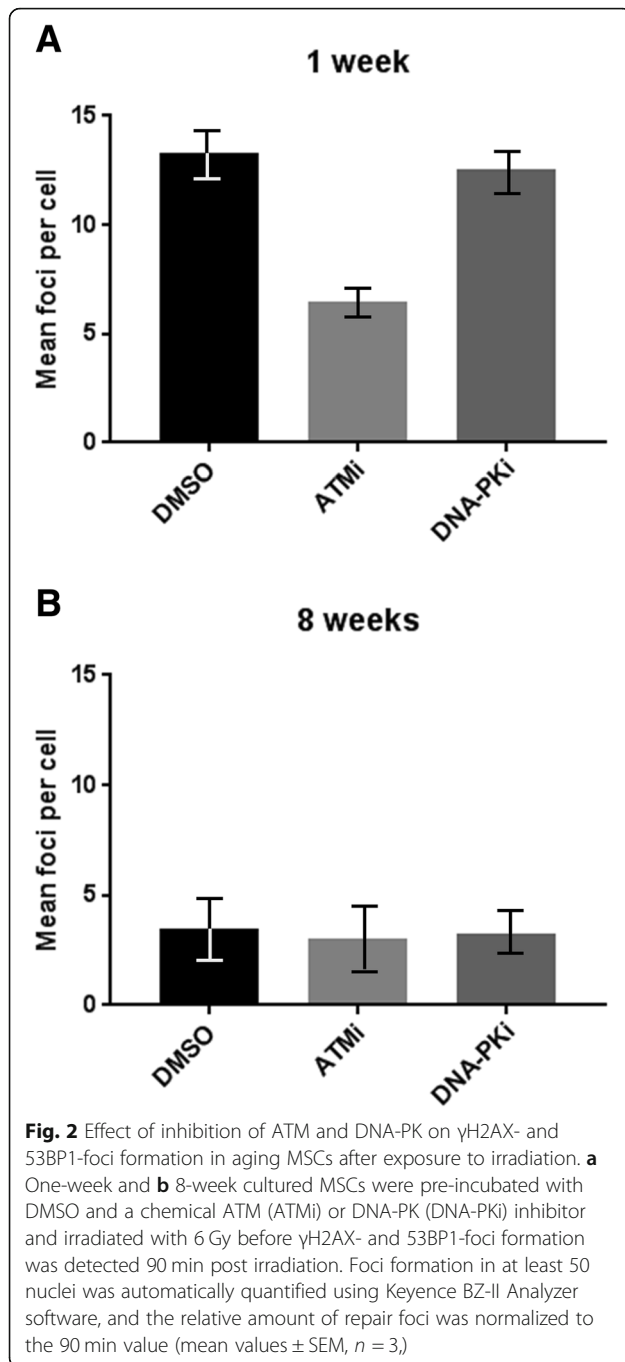 A
1 week
15
10
5
0
Mean foci per cell
DMSO
ATMi
DNA-PKi
B
8 weeks
15
10
5
0
Mean foci per cell
DMSO
ATMi
DNA-PKi
Fig. 2 Effect of inhibition of ATM and DNA-PK on γH2AX- and
53BP1-foci formation in aging MSCs after exposure to irradiation. a
One-week and b 8-week cultured MSCs were pre-incubated with
DMSO and a chemical ATM (ATMi) or DNA-PK (DNA-PKi) inhibitor
and irradiated with 6 Gy before γH2AX- and 53BP1-foci formation
was detected 90 min post irradiation. Foci formation in at least 50
nuclei was automatically quantified using Keyence BZ-II Analyzer
software, and the relative amount of repair foci was normalized to
the 90 min value (mean values ± SEM, n = 3,)